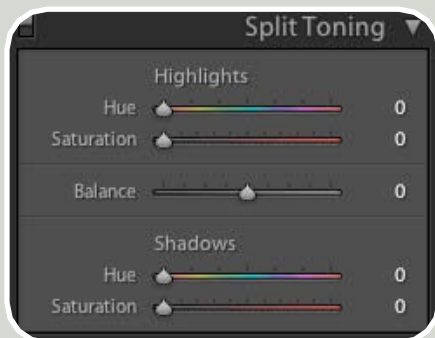 Split Toning
Highlights
Hue 0
Saturation 0
Balance 0
Shadows
Hue 0
Saturation 0